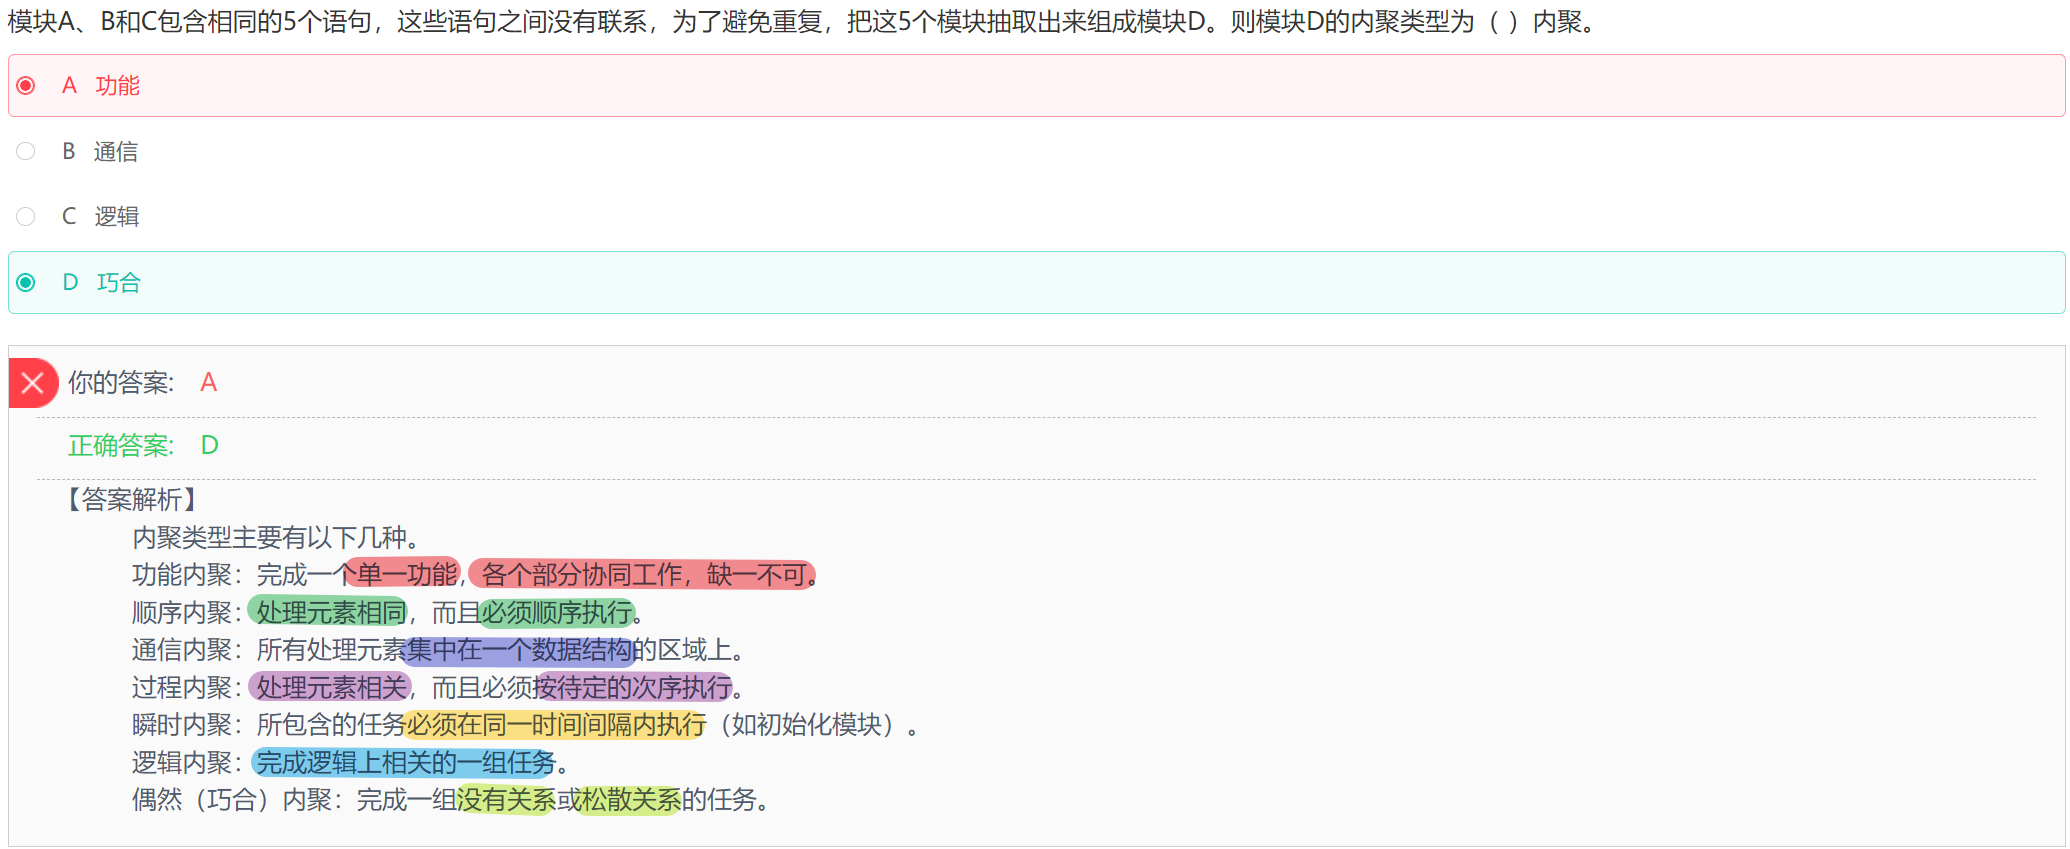 模块A、B和C包含相同的5个语句，这些语句之间没有联系，为了避免重复，把这5个模块抽取出来组成模块D。则模块D的内聚类型为（ ）内聚。
A 功能
B 通信
C 逻辑
D 巧合
你的答案: A
正确答案: D
【答案解析】
内聚类型主要有以下几种。
功能内聚：完成一个单一功能，各个部分协同工作，缺一不可。
顺序内聚：处理元素相同，而且必须顺序执行。
通信内聚：所有处理元素集中在一个数据结构的区域上。
过程内聚：处理元素相关，而且必须按待定的次序执行。
瞬时内聚：所包含的任务必须在同一时间间隔内执行（如初始化模块）。
逻辑内聚：完成逻辑上相关的一组任务。
偶然（巧合）内聚：完成一组没有关系或松散关系的任务。